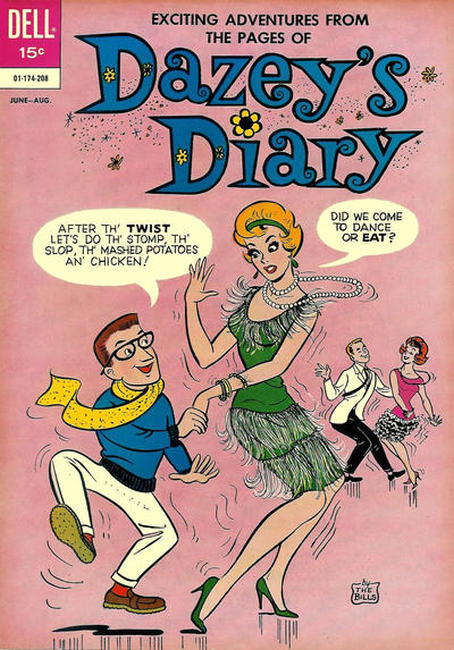 DELL
15¢
01-174-208
JUNE-AUG.
EXCITING ADVENTURES FROM
THE PAGES OF
Dazey's
Diary
AFTER TH' TWIST
LET'S DO TH' STOMP, TH'
SLOP, TH' MASHED POTATOES
AN' CHICKEN!
DID WE COME
TO DANCE
OR EAT?
by
THE
BILLS